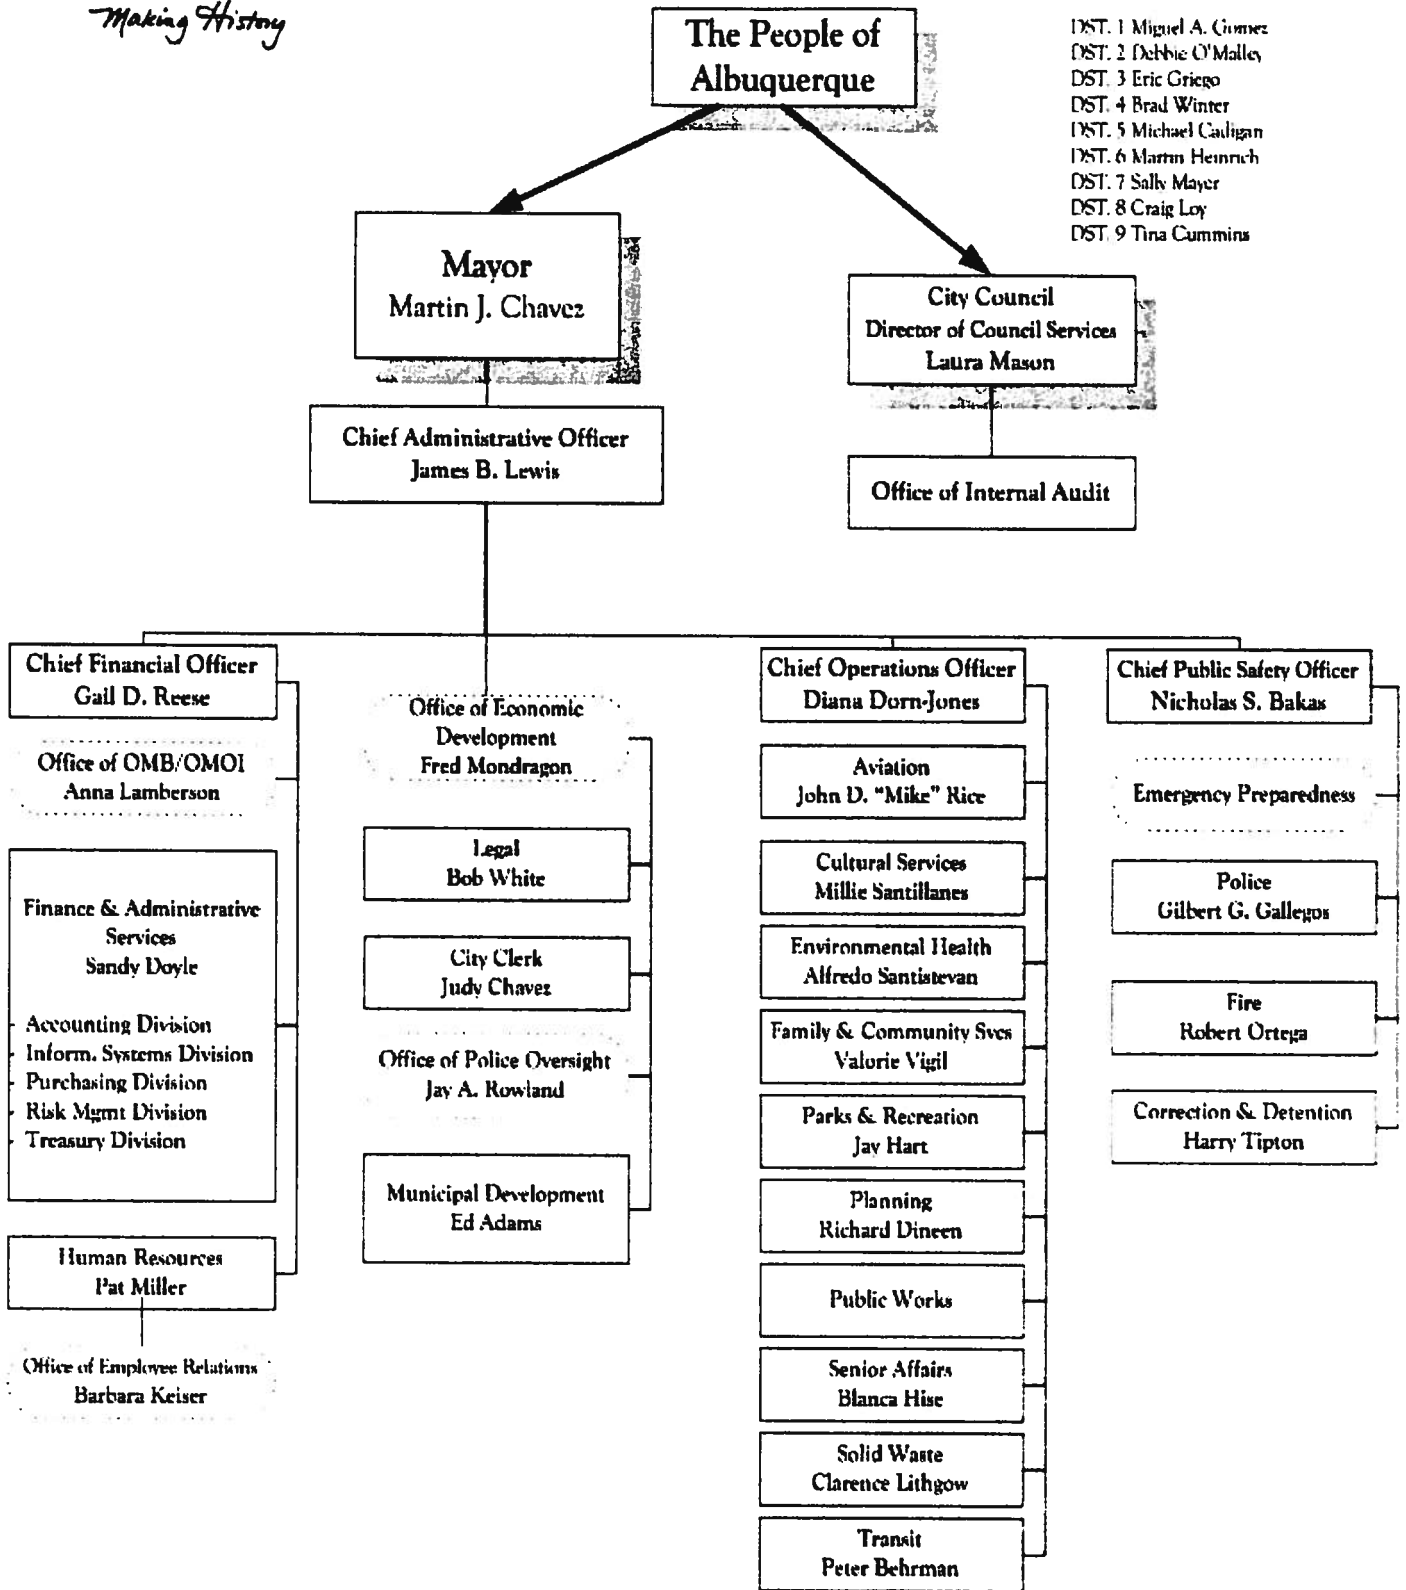 Making History
The People of
Albuquerque
DST. 1 Miguel A. Gomez
DST. 2 Debbie O'Malley
DST. 3 Eric Griego
DST. 4 Brad Winter
DST. 5 Michael Cadigan
DST. 6 Martin Heinrich
DST. 7 Sally Mayer
DST. 8 Craig Loy
DST. 9 Tina Cummins
Mayor
Martin J. Chavez
City Council
Director of Council Services
Laura Mason
Chief Administrative Officer
James B. Lewis
Office of Internal Audit
Chief Financial Officer
Gail D. Reese
Office of OMB/OMOI
Anna Lamberson
Finance & Administrative
Services
Sandy Doyle
Accounting Division
Inform. Systems Division
Purchasing Division
Risk Mgmt Division
Treasury Division
Human Resources
Pat Miller
Office of Employee Relations
Barbara Keiser
Office of Economic
Development
Fred Mondragon
Legal
Bob White
City Clerk
Judy Chavez
Office of Police Oversight
Jay A. Rowland
Municipal Development
Ed Adams
Chief Operations Officer
Diana Dorn-Jones
Aviation
John D. "Mike" Rice
Cultural Services
Millie Santillanes
Environmental Health
Alfredo Santistevan
Family & Community Svcs
Valorie Vigil
Parks & Recreation
Jay Hart
Planning
Richard Dineen
Public Works
Senior Affairs
Blanca Hise
Solid Waste
Clarence Lithgow
Transit
Peter Behrman
Chief Public Safety Officer
Nicholas S. Bakas
Emergency Preparedness
Police
Gilbert G. Gallegos
Fire
Robert Ortega
Correction & Detention
Harry Tipton